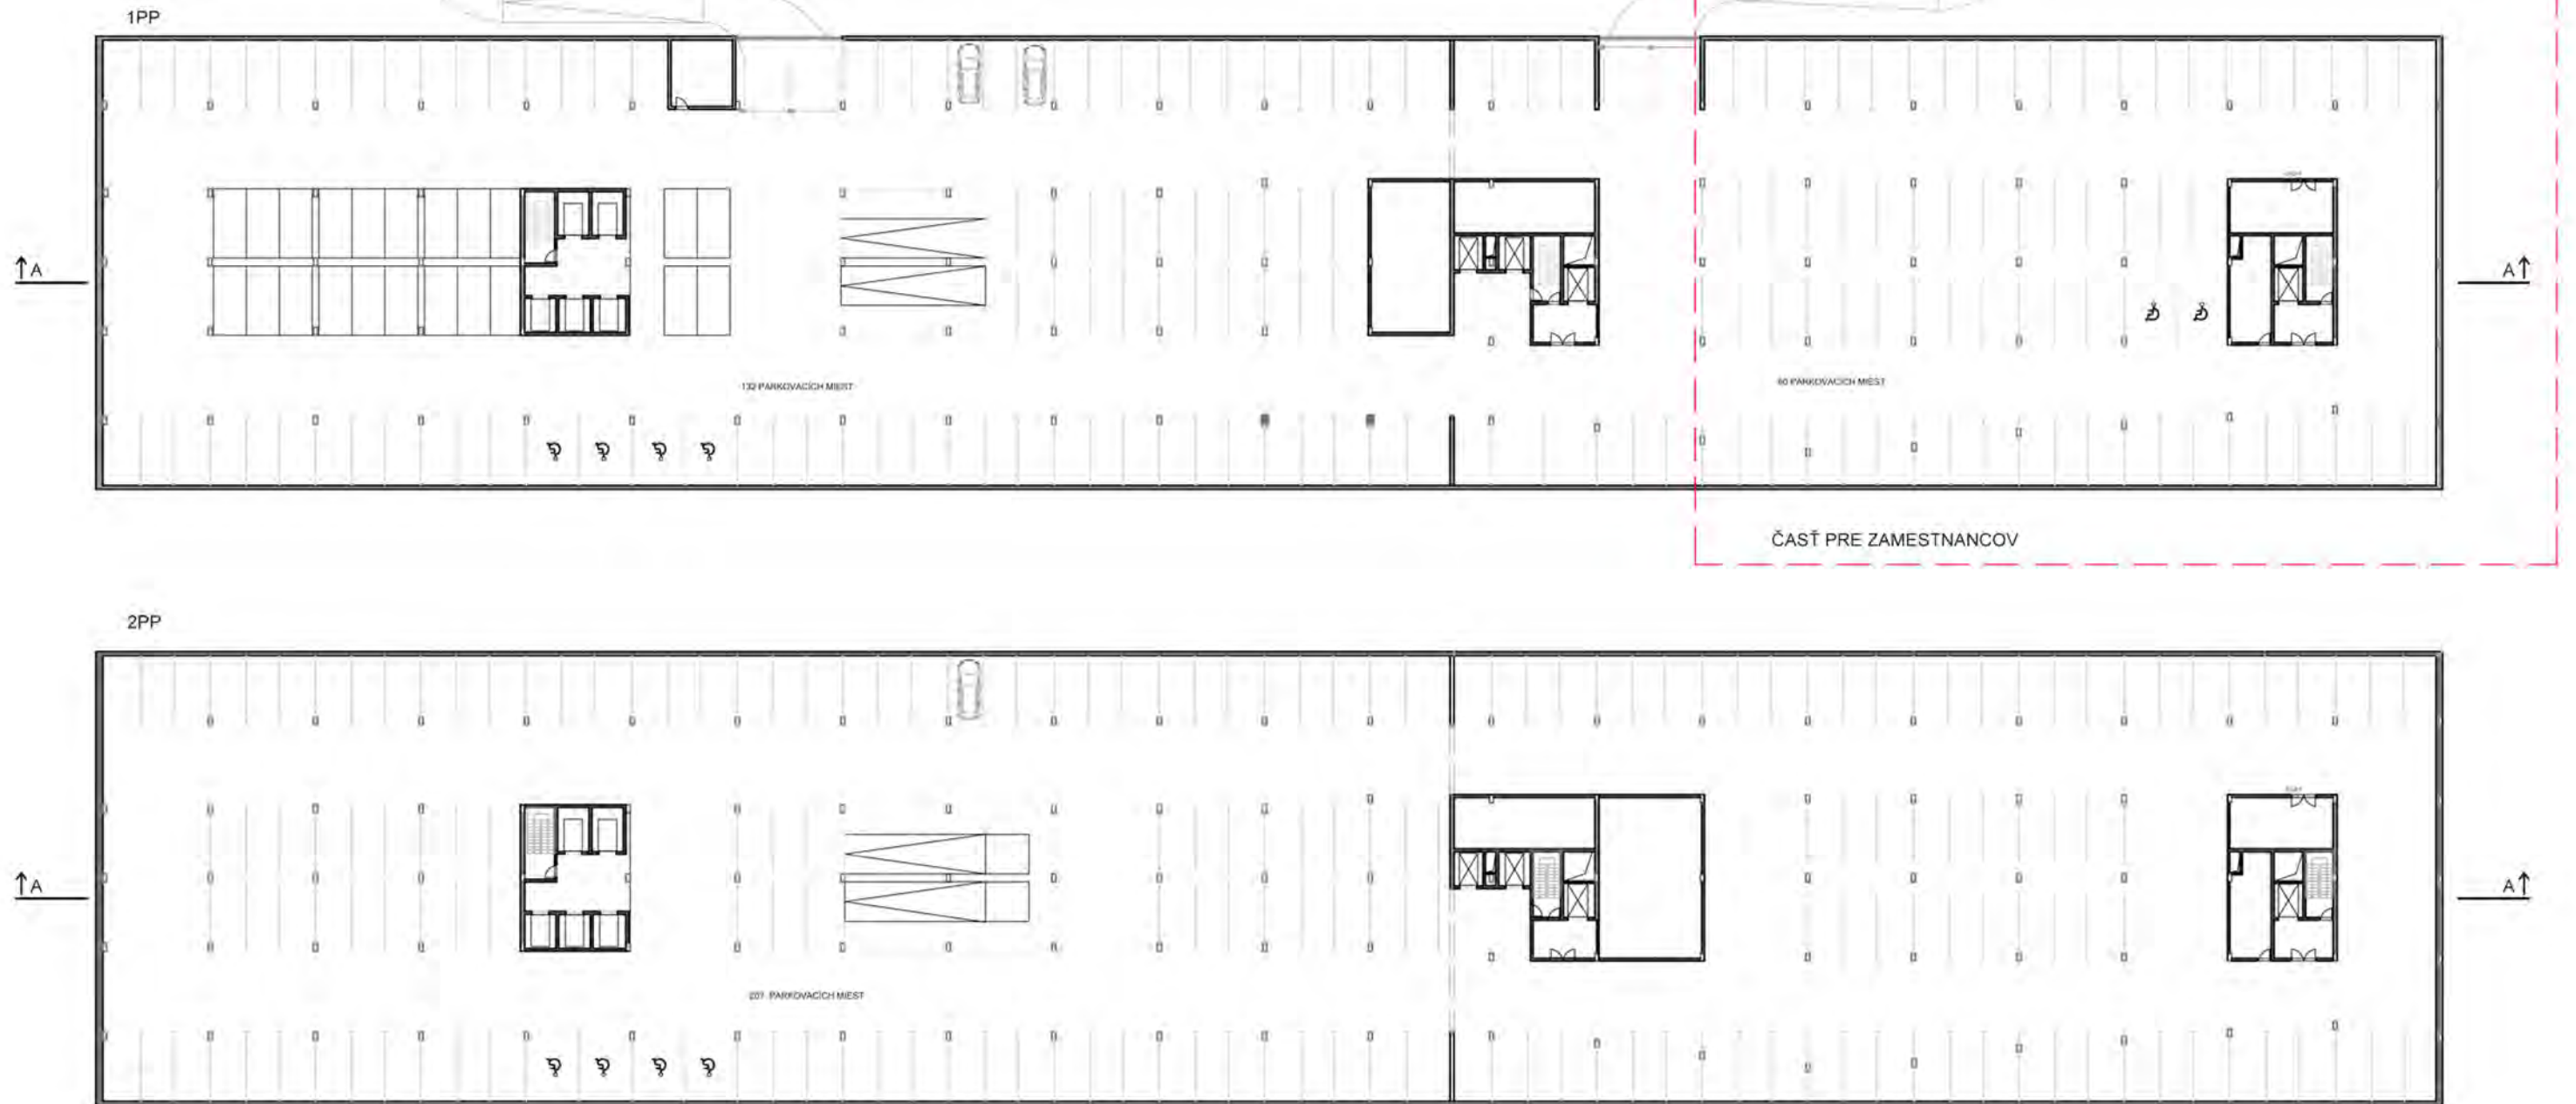 1PP
A
A
132 PARKOVACÍCH MIEST
60 PARKOVACÍCH MIEST
ČASŤ PRE ZAMESTNANCOV
2PP
A
A
207 PARKOVACÍCH MIEST